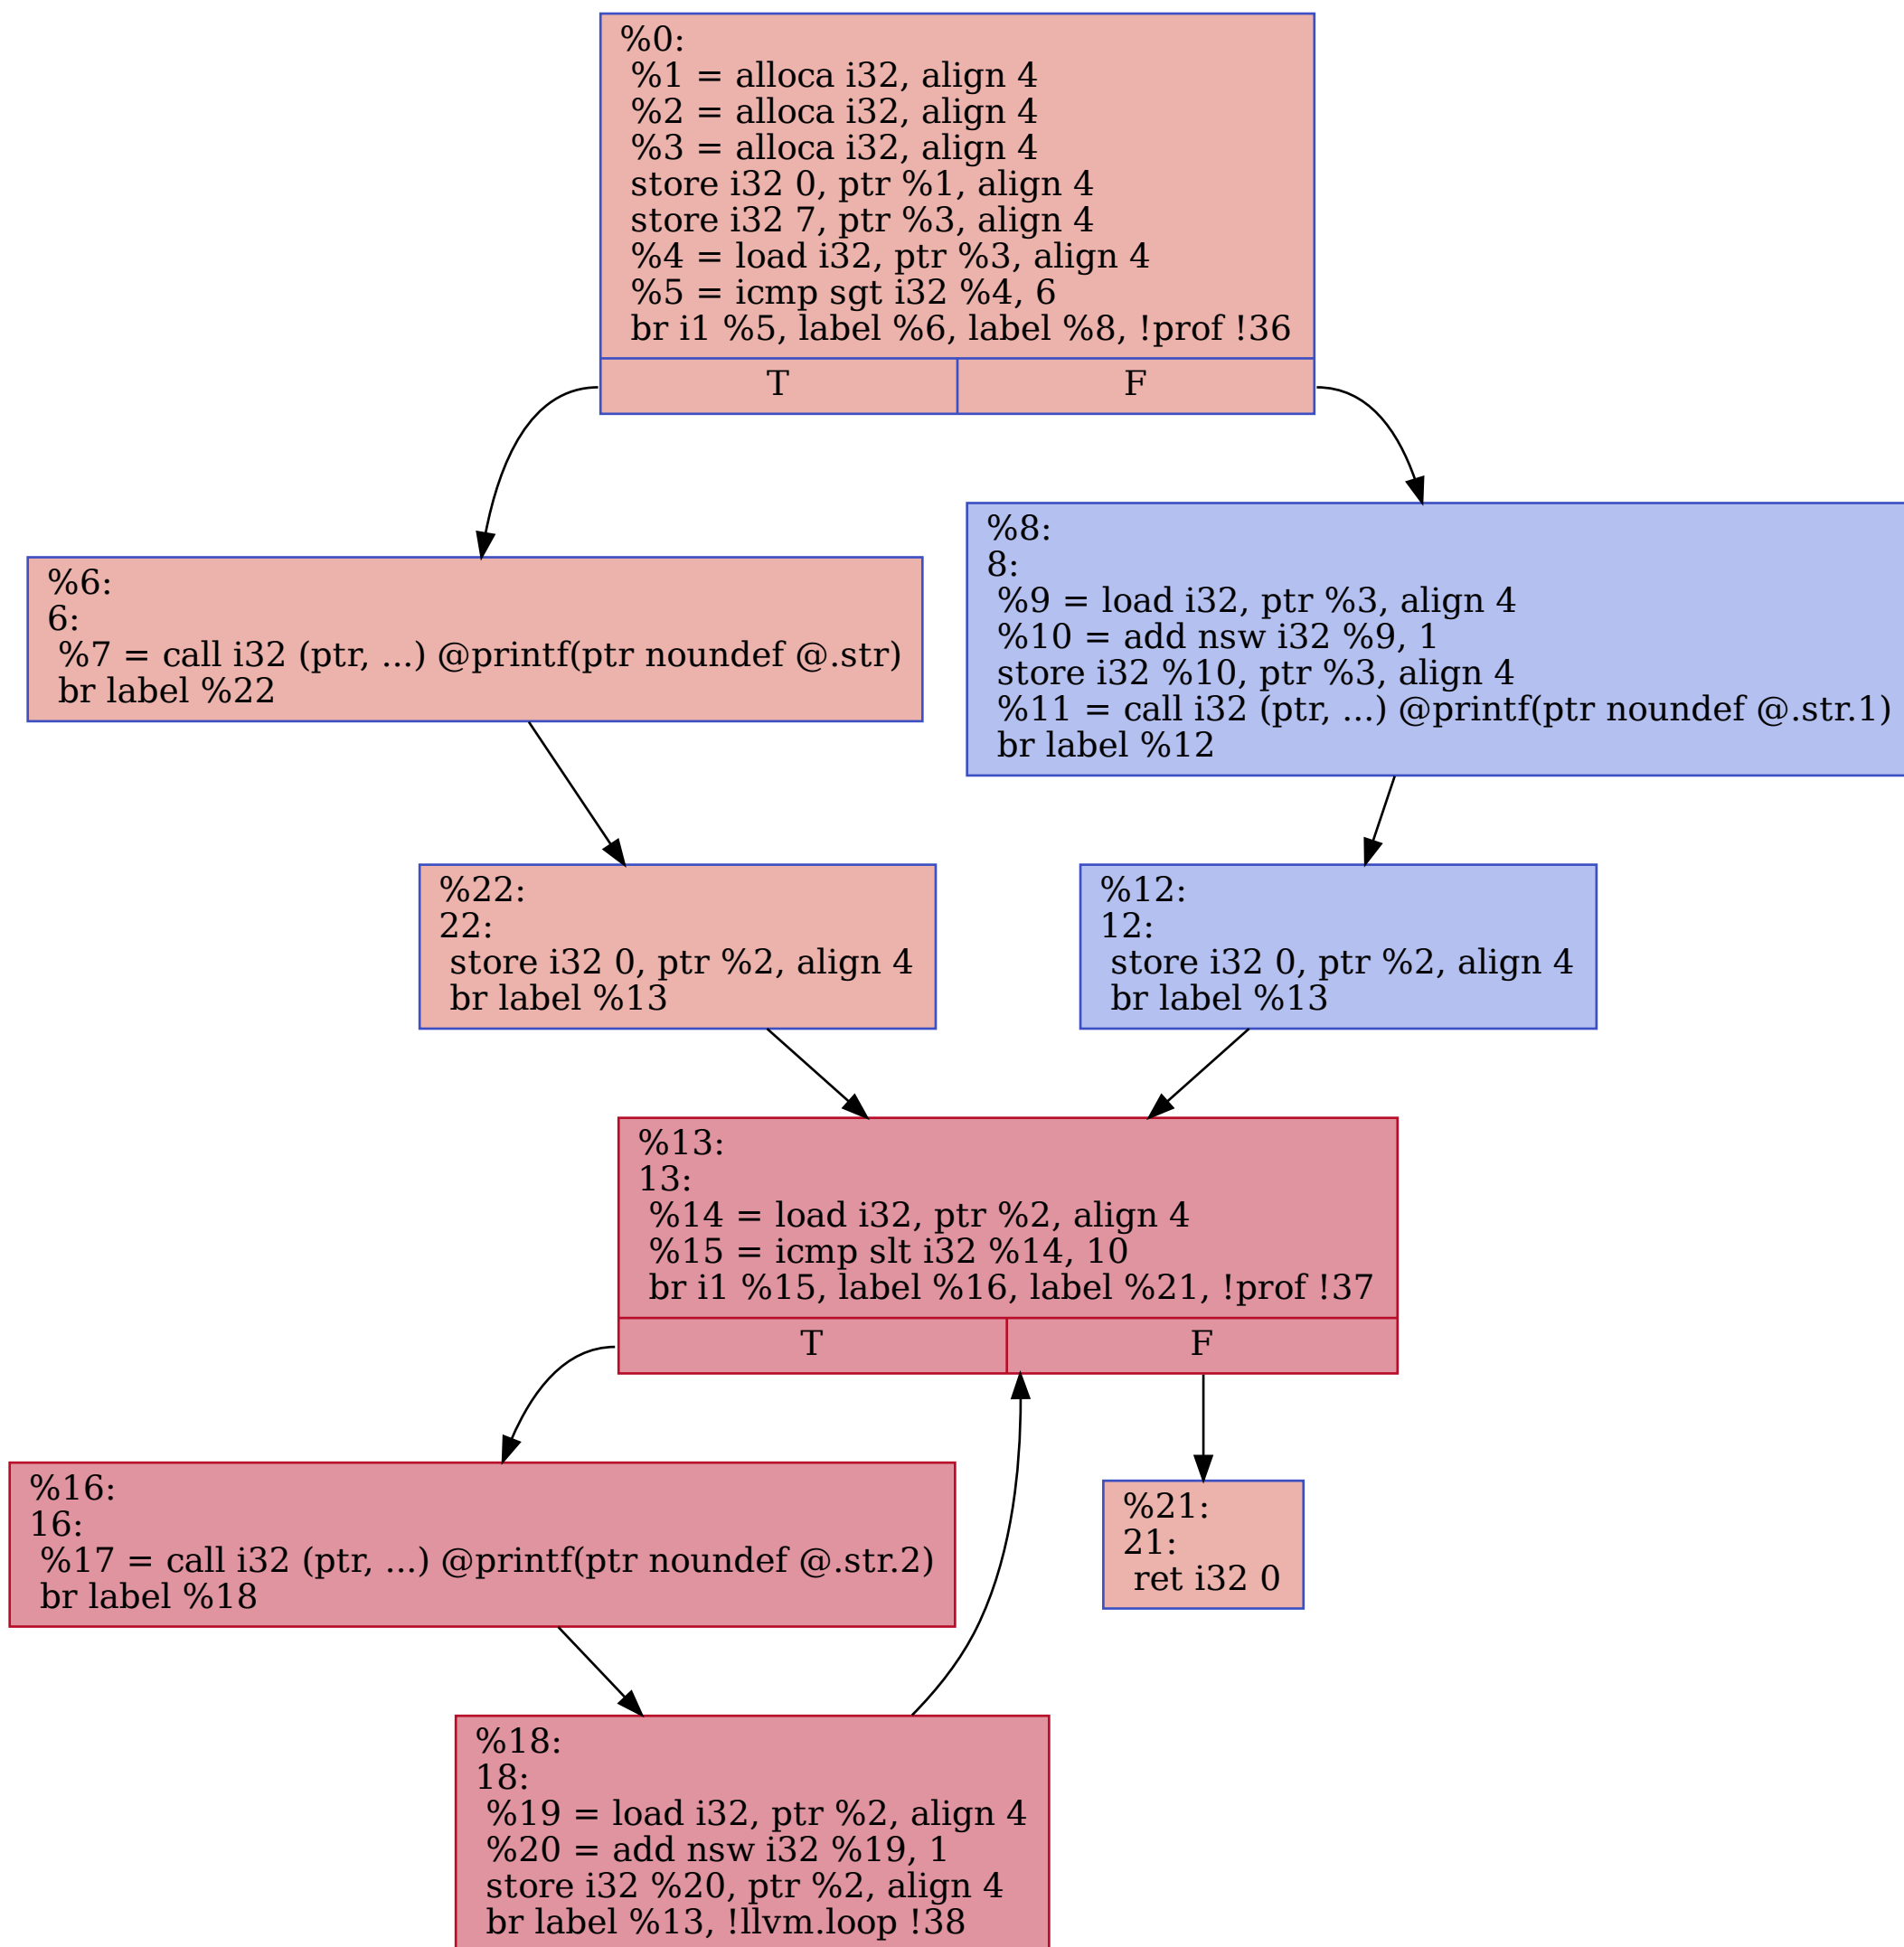 %0:
%1 = alloca i32, align 4
%2 = alloca i32, align 4
%3 = alloca i32, align 4
store i32 0, ptr %1, align 4
store i32 7, ptr %3, align 4
%4 = load i32, ptr %3, align 4
%5 = icmp sgt i32 %4, 6
br i1 %5, label %6, label %8, !prof !36
T
F
%6:
6:
%7 = call i32 (ptr, ...) @printf(ptr noundef @.str)
br label %22
%8:
8:
%9 = load i32, ptr %3, align 4
%10 = add nsw i32 %9, 1
store i32 %10, ptr %3, align 4
%11 = call i32 (ptr, ...) @printf(ptr noundef @.str.1)
br label %12
%22:
22:
store i32 0, ptr %2, align 4
br label %13
%12:
12:
store i32 0, ptr %2, align 4
br label %13
%13:
13:
%14 = load i32, ptr %2, align 4
%15 = icmp slt i32 %14, 10
br i1 %15, label %16, label %21, !prof !37
T
F
%16:
16:
%17 = call i32 (ptr, ...) @printf(ptr noundef @.str.2)
br label %18
%21:
21:
ret i32 0
%18:
18:
%19 = load i32, ptr %2, align 4
%20 = add nsw i32 %19, 1
store i32 %20, ptr %2, align 4
br label %13, !llvm.loop !38